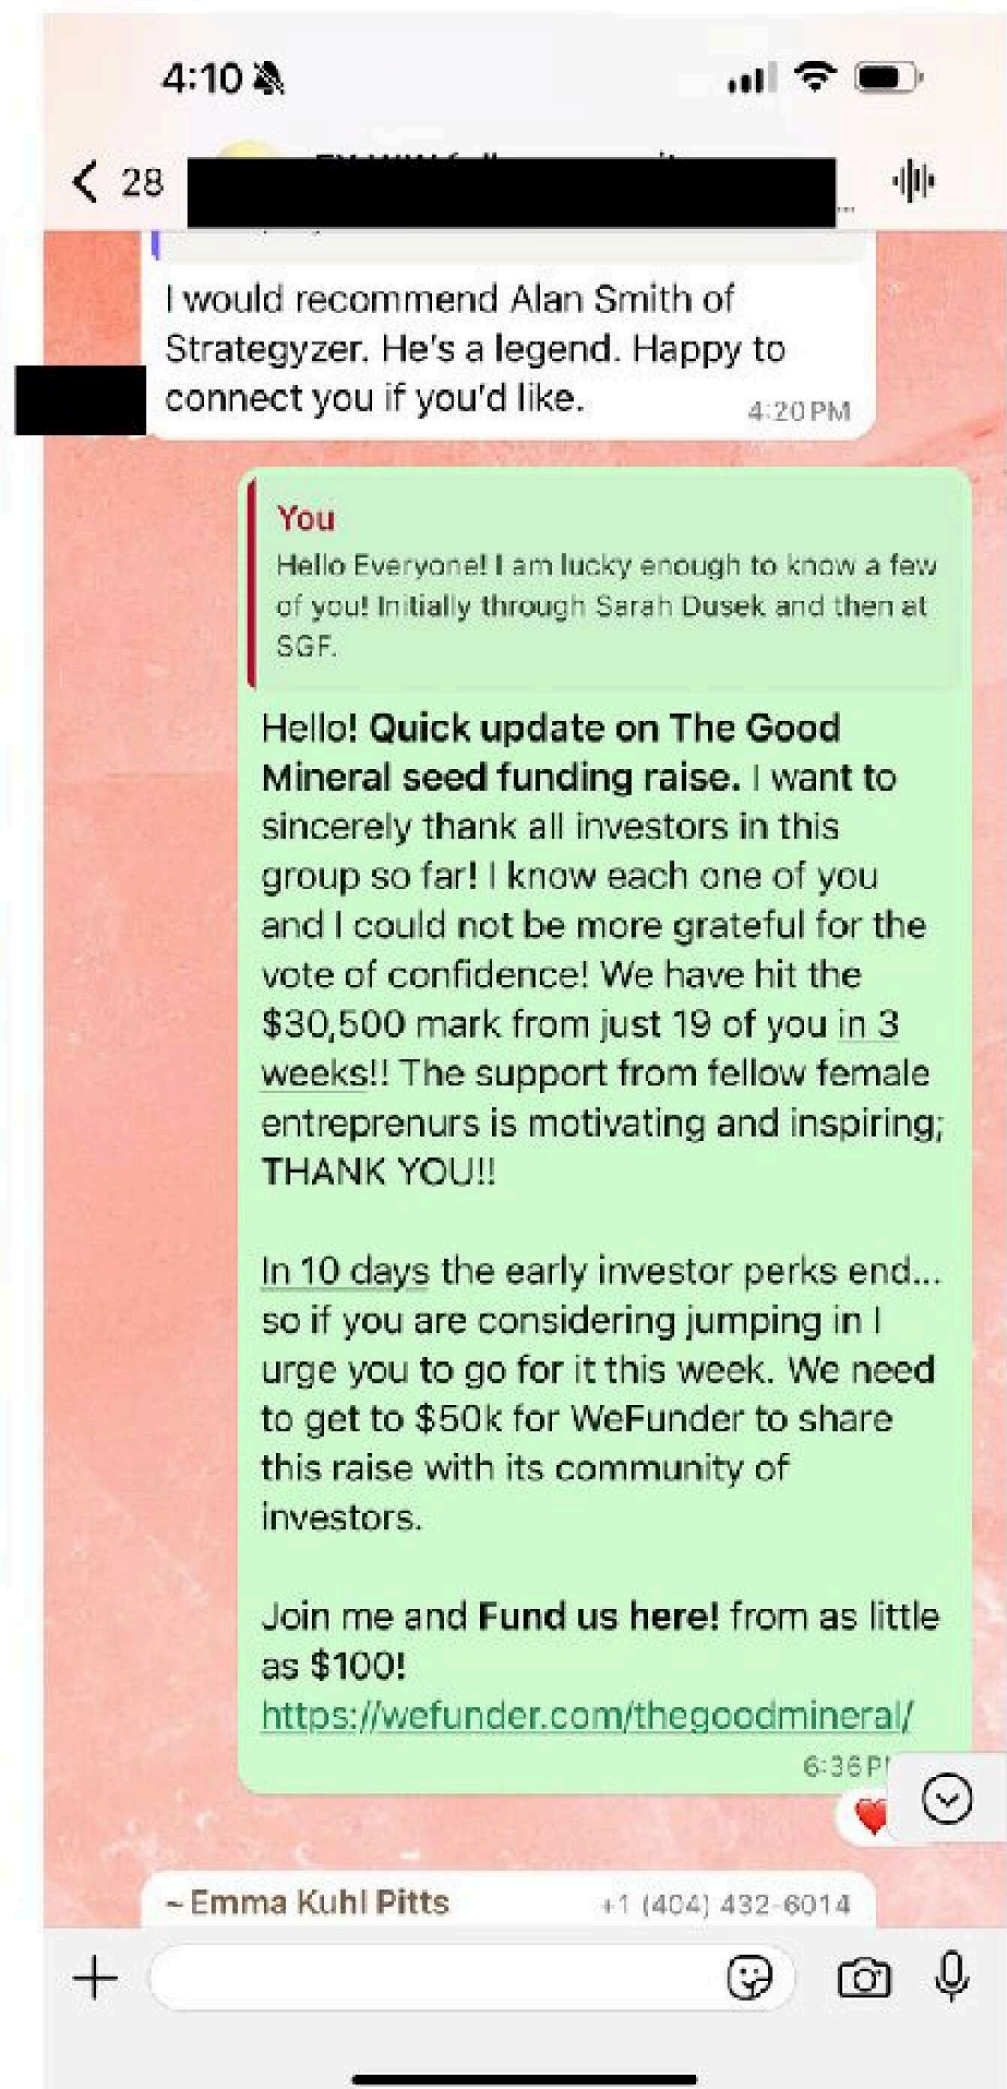 4:10
28
...
I would recommend Alan Smith of
Strategyzer. He's a legend. Happy to
connect you if you'd like.
4:20 PM
You
Hello Everyone! I am lucky enough to know a few
of you! Initially through Sarah Dusek and then at
SGF.
Hello! Quick update on The Good
Mineral seed funding raise. I want to
sincerely thank all investors in this
group so far! I know each one of you
and I could not be more grateful for the
vote of confidence! We have hit the
$30,500 mark from just 19 of you in 3
weeks!! The support from fellow female
entreprenurs is motivating and inspiring;
THANK YOU!!
In 10 days the early investor perks end...
so if you are considering jumping in I
urge you to go for it this week. We need
to get to $50k for WeFunder to share
this raise with its community of
investors.
Join me and Fund us here! from as little
as $100!
https://wefunder.com/thegoodmineral/
6:36 P
~ Emma Kuhl Pitts
+1 (404) 432-6014